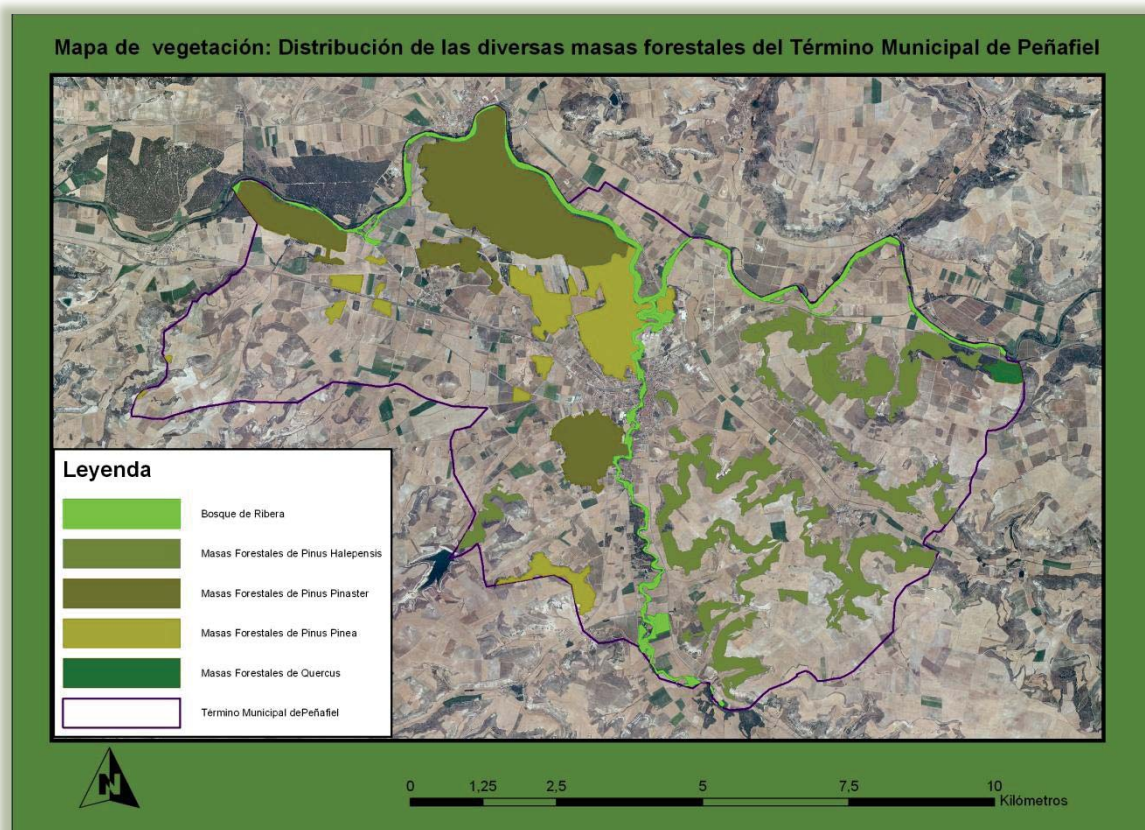 Mapa de vegetación: Distribución de las diversas masas forestales del Término Municipal de Peñafiel
Leyenda
Bosque de Ribera
Masas Forestales de Pinus Halepensis
Masas Forestales de Pinus Pinaster
Masas Forestales de Pinus Pinea
Masas Forestales de Quercus
Término Municipal dePeñafiel
N
0 1,25 2,5 5 7,5 10
Kilómetros